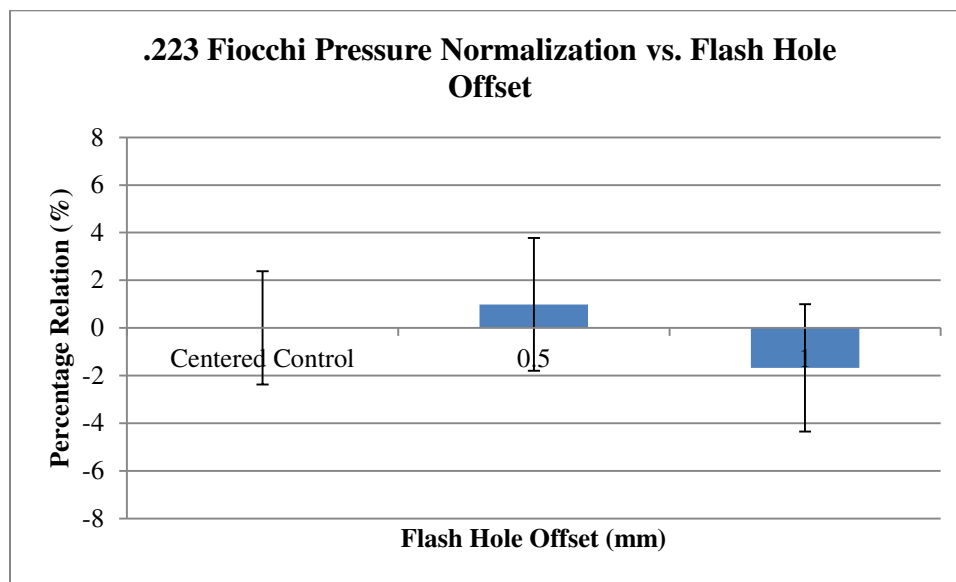 .223 Fiocchi Pressure Normalization vs. Flash Hole
Offset
Percentage Relation (%)
8
6
4
2
0
-2
-4
-6
-8
Centered Control
0.5
1
Flash Hole Offset (mm)